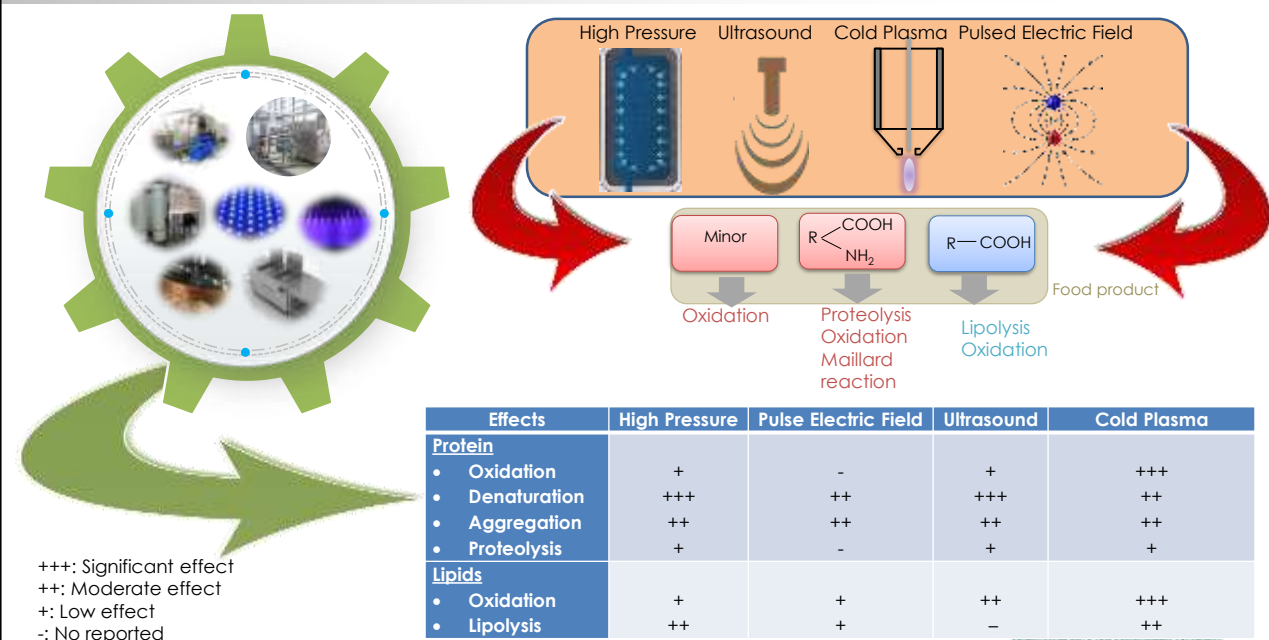 High Pressure Ultrasound Cold Plasma Pulsed Electric Field
Minor
R COOH
NH2
R— COOH
Food product
Oxidation
Proteolysis
Oxidation
Maillard
reaction
Lipolysis
Oxidation
Effects High Pressure Pulse Electric Field Ultrasound Cold Plasma
Protein
• Oxidation + - + +++
• Denaturation +++ ++ +++ ++
• Aggregation ++ ++ ++ ++
• Proteolysis + - + +
Lipids
• Oxidation + + ++ +++
• Lipolysis ++ + – ++
+++: Significant effect
++: Moderate effect
+: Low effect
-: No reported